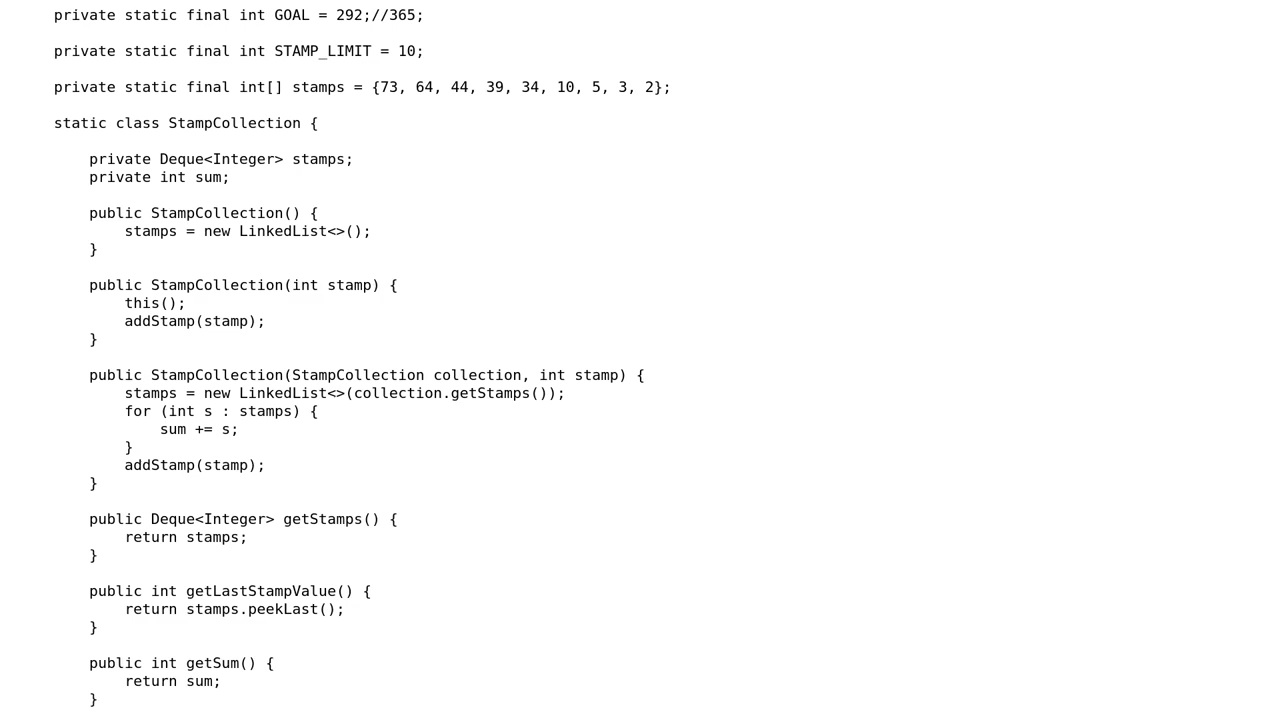 private static final int GOAL = 292;//365;
private static final int STAMP_LIMIT = 10;
private static final int[] stamps = {73, 64, 44, 39, 34, 10, 5, 3, 2};
static class StampCollection {
private Deque<Integer> stamps;
private int sum;
public StampCollection() {
stamps = new LinkedList<>();
}
public StampCollection(int stamp) {
this();
addStamp(stamp);
}
public StampCollection(StampCollection collection, int stamp) {
stamps = new LinkedList<>(collection.getStamps());
for (int s : stamps) {
sum += s;
}
addStamp(stamp);
}
public Deque<Integer> getStamps() {
return stamps;
}
public int getLastStampValue() {
return stamps.peekLast();
}
public int getSum() {
return sum;
}